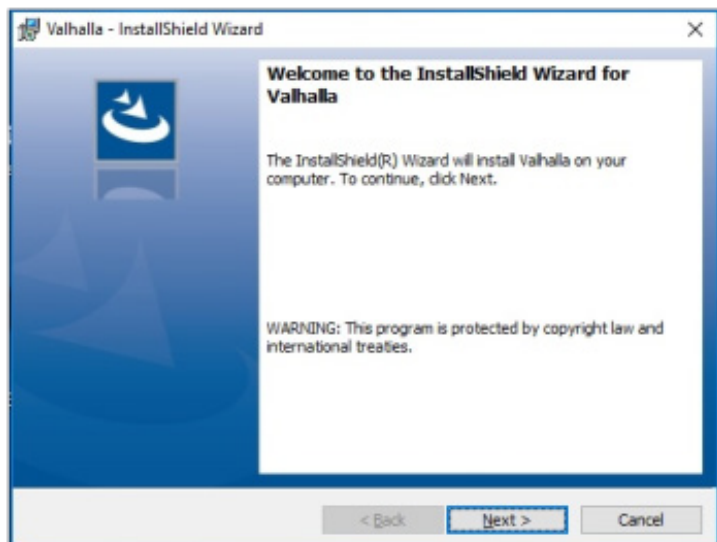 Valhalla - InstallShield Wizard
Welcome to the InstallShield Wizard for
Valhalla
The InstallShield(R) Wizard will install Valhalla on your
computer. To continue, click Next.
WARNING: This program is protected by copyright law and
international treaties.
< Back
Next >
Cancel